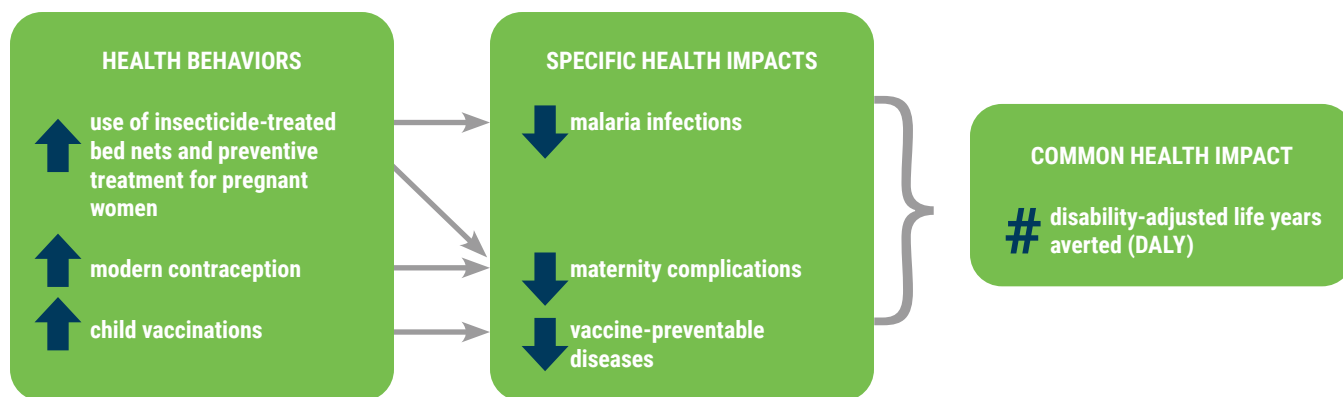 HEALTH BEHAVIORS
use of insecticide-treated
bed nets and preventive
treatment for pregnant
women
modern contraception
child vaccinations
SPECIFIC HEALTH IMPACTS
malaria infections
maternity complications
vaccine-preventable
diseases
COMMON HEALTH IMPACT
# disability-adjusted life years
averted (DALY)